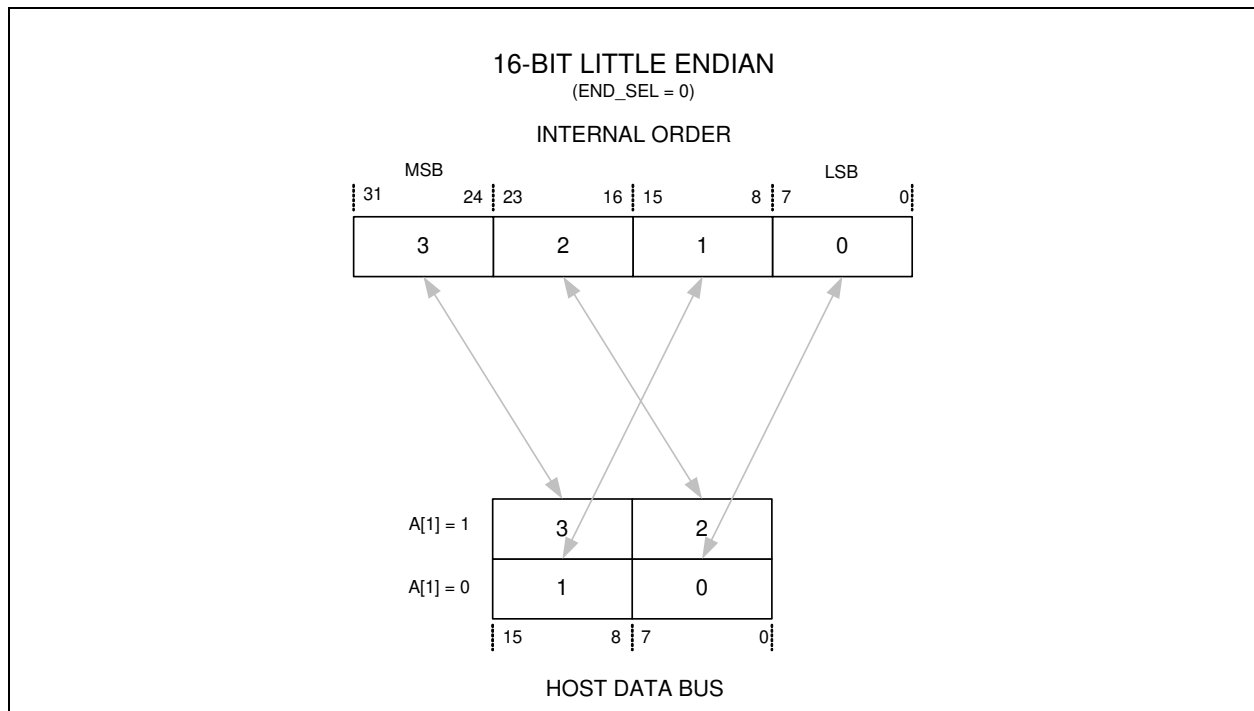 16-BIT LITTLE ENDIAN
(END_SEL = 0)
INTERNAL ORDER
MSB LSB
31 24 23 16 15 8 7 0
3 2 1 0
A[1] = 1 3 2
A[1] = 0 1 0
15 8 7 0
HOST DATA BUS